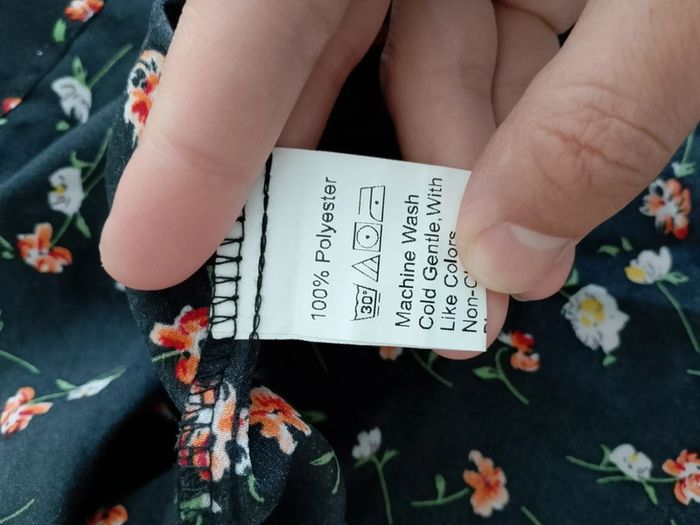 100% Polyester
30°
Machine Wash
Cold Gentle,With
Like Colors